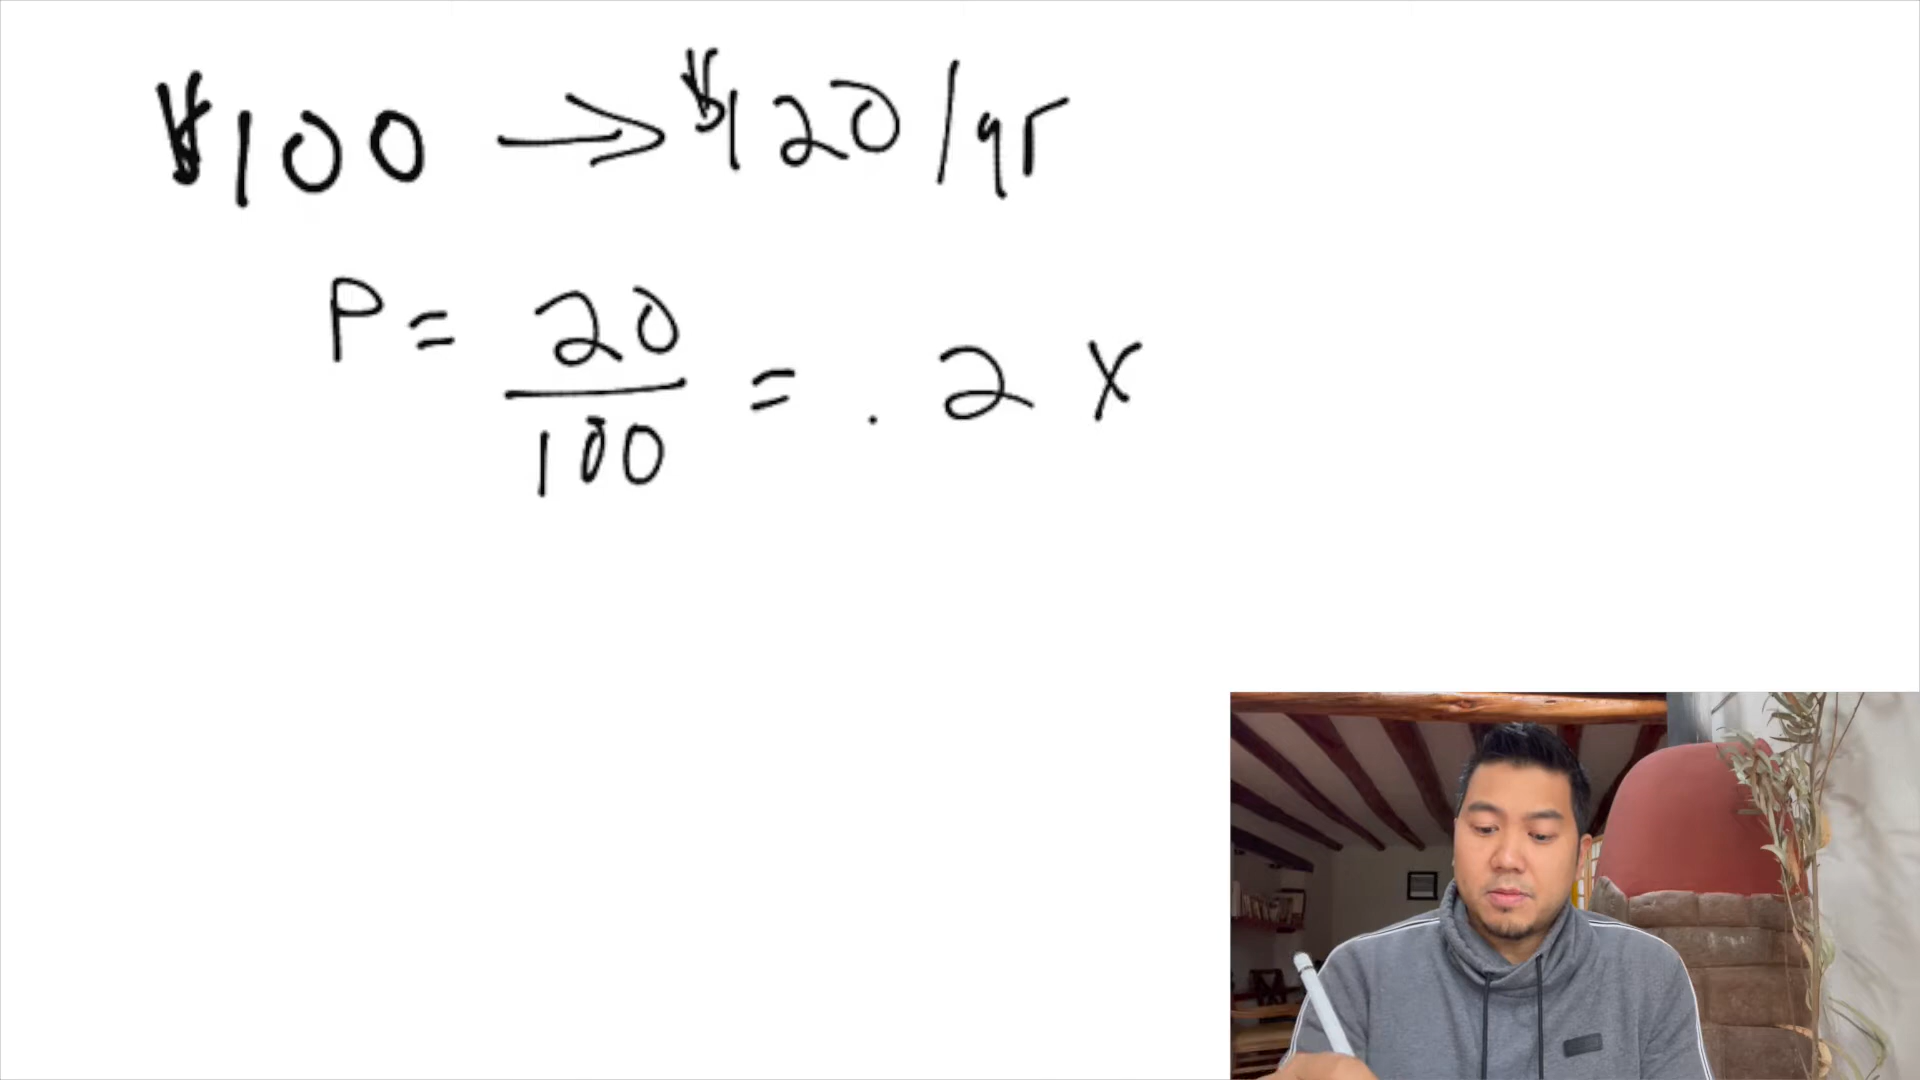 $100 → $120/yr
P = 20/100 = .2 x